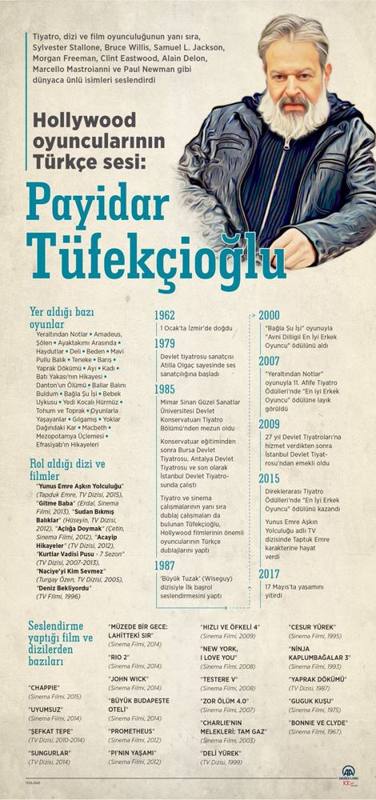 Tiyatro, dizi ve film oyunculuğunun yanı sıra,
Sylvester Stallone, Bruce Willis, Samuel L. Jackson,
Morgan Freeman, Clint Eastwood, Alain Delon,
Marcello Mastroianni ve Paul Newman gibi
dünyaca ünlü isimleri seslendirdi
Hollywood
oyuncularının
Türkçe sesi:
Payidar
Tüfekçioğlu
Yer aldığı bazı
oyunlar
Yeraltından Notlar • Amadeus,
Şölen • Ayaktakımı Arasında •
Haydutlar • Deli • Beden • Mavi
Pullu Balık • Teneke • Barış •
Yaprak Dökümü • Ayı • Kadı •
Batı Yakası'nın Hikayesi •
Danton'un Ölümü • Ballar Balını
Buldum • Bağla Şu İşi • Bebek
Uykusu • Yedi Kocalı Hürmüz •
Tohum ve Toprak • Oyunlarla
Yaşayanlar • Gılgamış • Yoklar
Dağındaki Kar • Macbeth •
Mezopotamya Üçlemesi •
Efrasiyab'ın Hikayeleri
Rol aldığı dizi ve
filmler
"Yunus Emre Aşkın Yolculuğu"
(Tapduk Emre, TV Dizisi, 2015),
"Gitme Baba" (Erdal, Sinema
Filmi, 2013), "Sudan Bıkmış
Balıklar" (Hüseyin, TV Dizisi,
2012), "Açlığa Doymak" (Çetin,
Sinema Filmi, 2012), "Acayip
Hikayeler" (TV Dizisi, 2012),
"Kurtlar Vadisi Pusu - 7 Sezon"
(TV Dizisi, 2007-2013),
"Naciye'yi Kim Sevmez"
(Turgay Özen, TV Dizisi, 2005),
"Deniz Bekliyordu"
(TV Filmi, 1996)
1962
1 Ocak'ta İzmir'de doğdu
1979
Devlet tiyatrosu sanatçısı
Atilla Olgaç sayesinde ses
sanatçılığına başladı
1985
Mimar Sinan Güzel Sanatlar
Üniversitesi Devlet
Konservatuarı Tiyatro
Bölümü'nden mezun oldu
Konservatuar eğitiminden
sonra Bursa Devlet
Tiyatrosu, Antalya Devlet
Tiyatrosu ve son olarak
İstanbul Devlet Tiyatro-
sunda çalıştı
Tiyatro ve sinema
çalışmalarının yanı sıra
dublaj çalışmaları da
bulunan Tüfekçioğlu,
Hollywood filmlerinin önemli
oyuncularının Türkçe
dublajlarını yaptı
1987
'Büyük Tuzak' (Wiseguy)
dizisiyle ilk başrol
seslendirmesini yaptı
2000
"Bağla Şu İşi" oyunuyla
"Avni Dilligil En İyi Erkek
Oyuncu" ödülünü aldı
2007
"Yeraltından Notlar"
oyunuyla 11. Afife Tiyatro
Ödülleri'nde "En İyi Erkek
Oyuncu" ödülüne layık
görüldü
2009
27 yıl Devlet Tiyatroları'na
hizmet verdikten sonra
İstanbul Devlet Tiyat-
rosu'ndan emekli oldu
2015
Direklerarası Tiyatro
Ödülleri'nde "En İyi Erkek
Oyuncu" ödülünü kazandı
Yunus Emre Aşkın
Yolculuğu adlı TV
dizisinde Taptuk Emre
karakterine hayat
verdi
2017
17 Mayıs'ta yaşamını
yitirdi
Seslendirme
yaptığı film ve
dizilerden
bazıları
"CHAPPIE"
(Sinema Filmi, 2015)
"UYUMSUZ"
(Sinema Filmi, 2014)
"ŞEFKAT TEPE"
(TV Dizisi, 2010-2014)
"SUNGURLAR"
(TV Dizisi, 2014)
"MÜZEDE BİR GECE:
LAHİTTEKİ SIR"
(Sinema Filmi, 2014)
"RIO 2"
(Sinema Filmi, 2014)
"JOHN WICK"
(Sinema Filmi, 2014)
"BÜYÜK BUDAPEŞTE
OTELİ"
(Sinema Filmi, 2014)
"PROMETHEUS"
(Sinema Filmi, 2012)
"Pİ'NİN YAŞAMI"
(Sinema Filmi, 2012)
"HIZLI VE ÖFKELİ 4"
(Sinema Filmi, 2009)
"NEW YORK,
I LOVE YOU"
(Sinema Filmi, 2008)
"TESTERE V"
(Sinema Filmi, 2008)
"ZOR ÖLÜM 4.0"
(Sinema Filmi, 2007)
"CHARLIE'NİN
MELEKLERİ: TAM GAZ"
(Sinema Filmi, 2003)
"DELİ YÜREK"
(TV Dizisi, 1999)
"CESUR YÜREK"
(Sinema Filmi, 1995)
"NİNJA
KAPLUMBAĞALAR 3"
(Sinema Filmi, 1993)
"YAPRAK DÖKÜMÜ"
(TV Dizisi, 1987)
"GUGUK KUŞU"
(Sinema Filmi, 1975)
"BONNIE VE CLYDE"
(Sinema Filmi, 1967)
AA